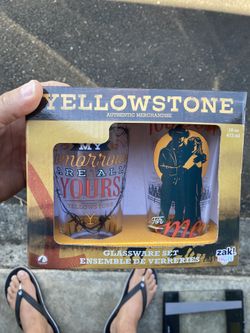 YELLOWSTONE
AUTHENTIC MERCHANDISE
16 oz
473 ml
MY
Tomorrows
ARE ALL
YOURS
YELLOWSTONE
For
me
GLASSWARE SET
ENSEMBLE DE VERRERIES
zak!